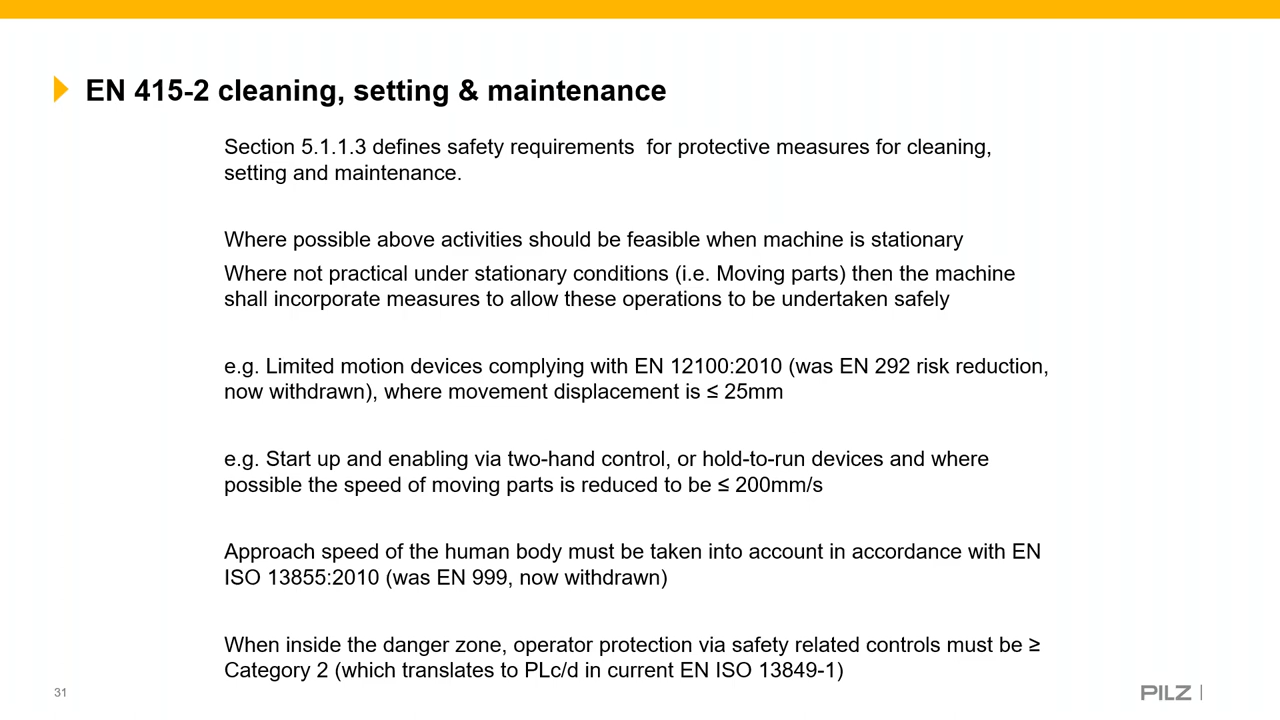 EN 415-2 cleaning, setting & maintenance
Section 5.1.1.3 defines safety requirements  for protective measures for cleaning,
setting and maintenance.
Where possible above activities should be feasible when machine is stationary
Where not practical under stationary conditions (i.e. Moving parts) then the machine
shall incorporate measures to allow these operations to be undertaken safely
e.g. Limited motion devices complying with EN 12100:2010 (was EN 292 risk reduction,
now withdrawn), where movement displacement is ≤ 25mm
e.g. Start up and enabling via two-hand control, or hold-to-run devices and where
possible the speed of moving parts is reduced to be ≤ 200mm/s
Approach speed of the human body must be taken into account in accordance with EN
ISO 13855:2010 (was EN 999, now withdrawn)
When inside the danger zone, operator protection via safety related controls must be ≥
Category 2 (which translates to PLc/d in current EN ISO 13849-1)
31
PILZ